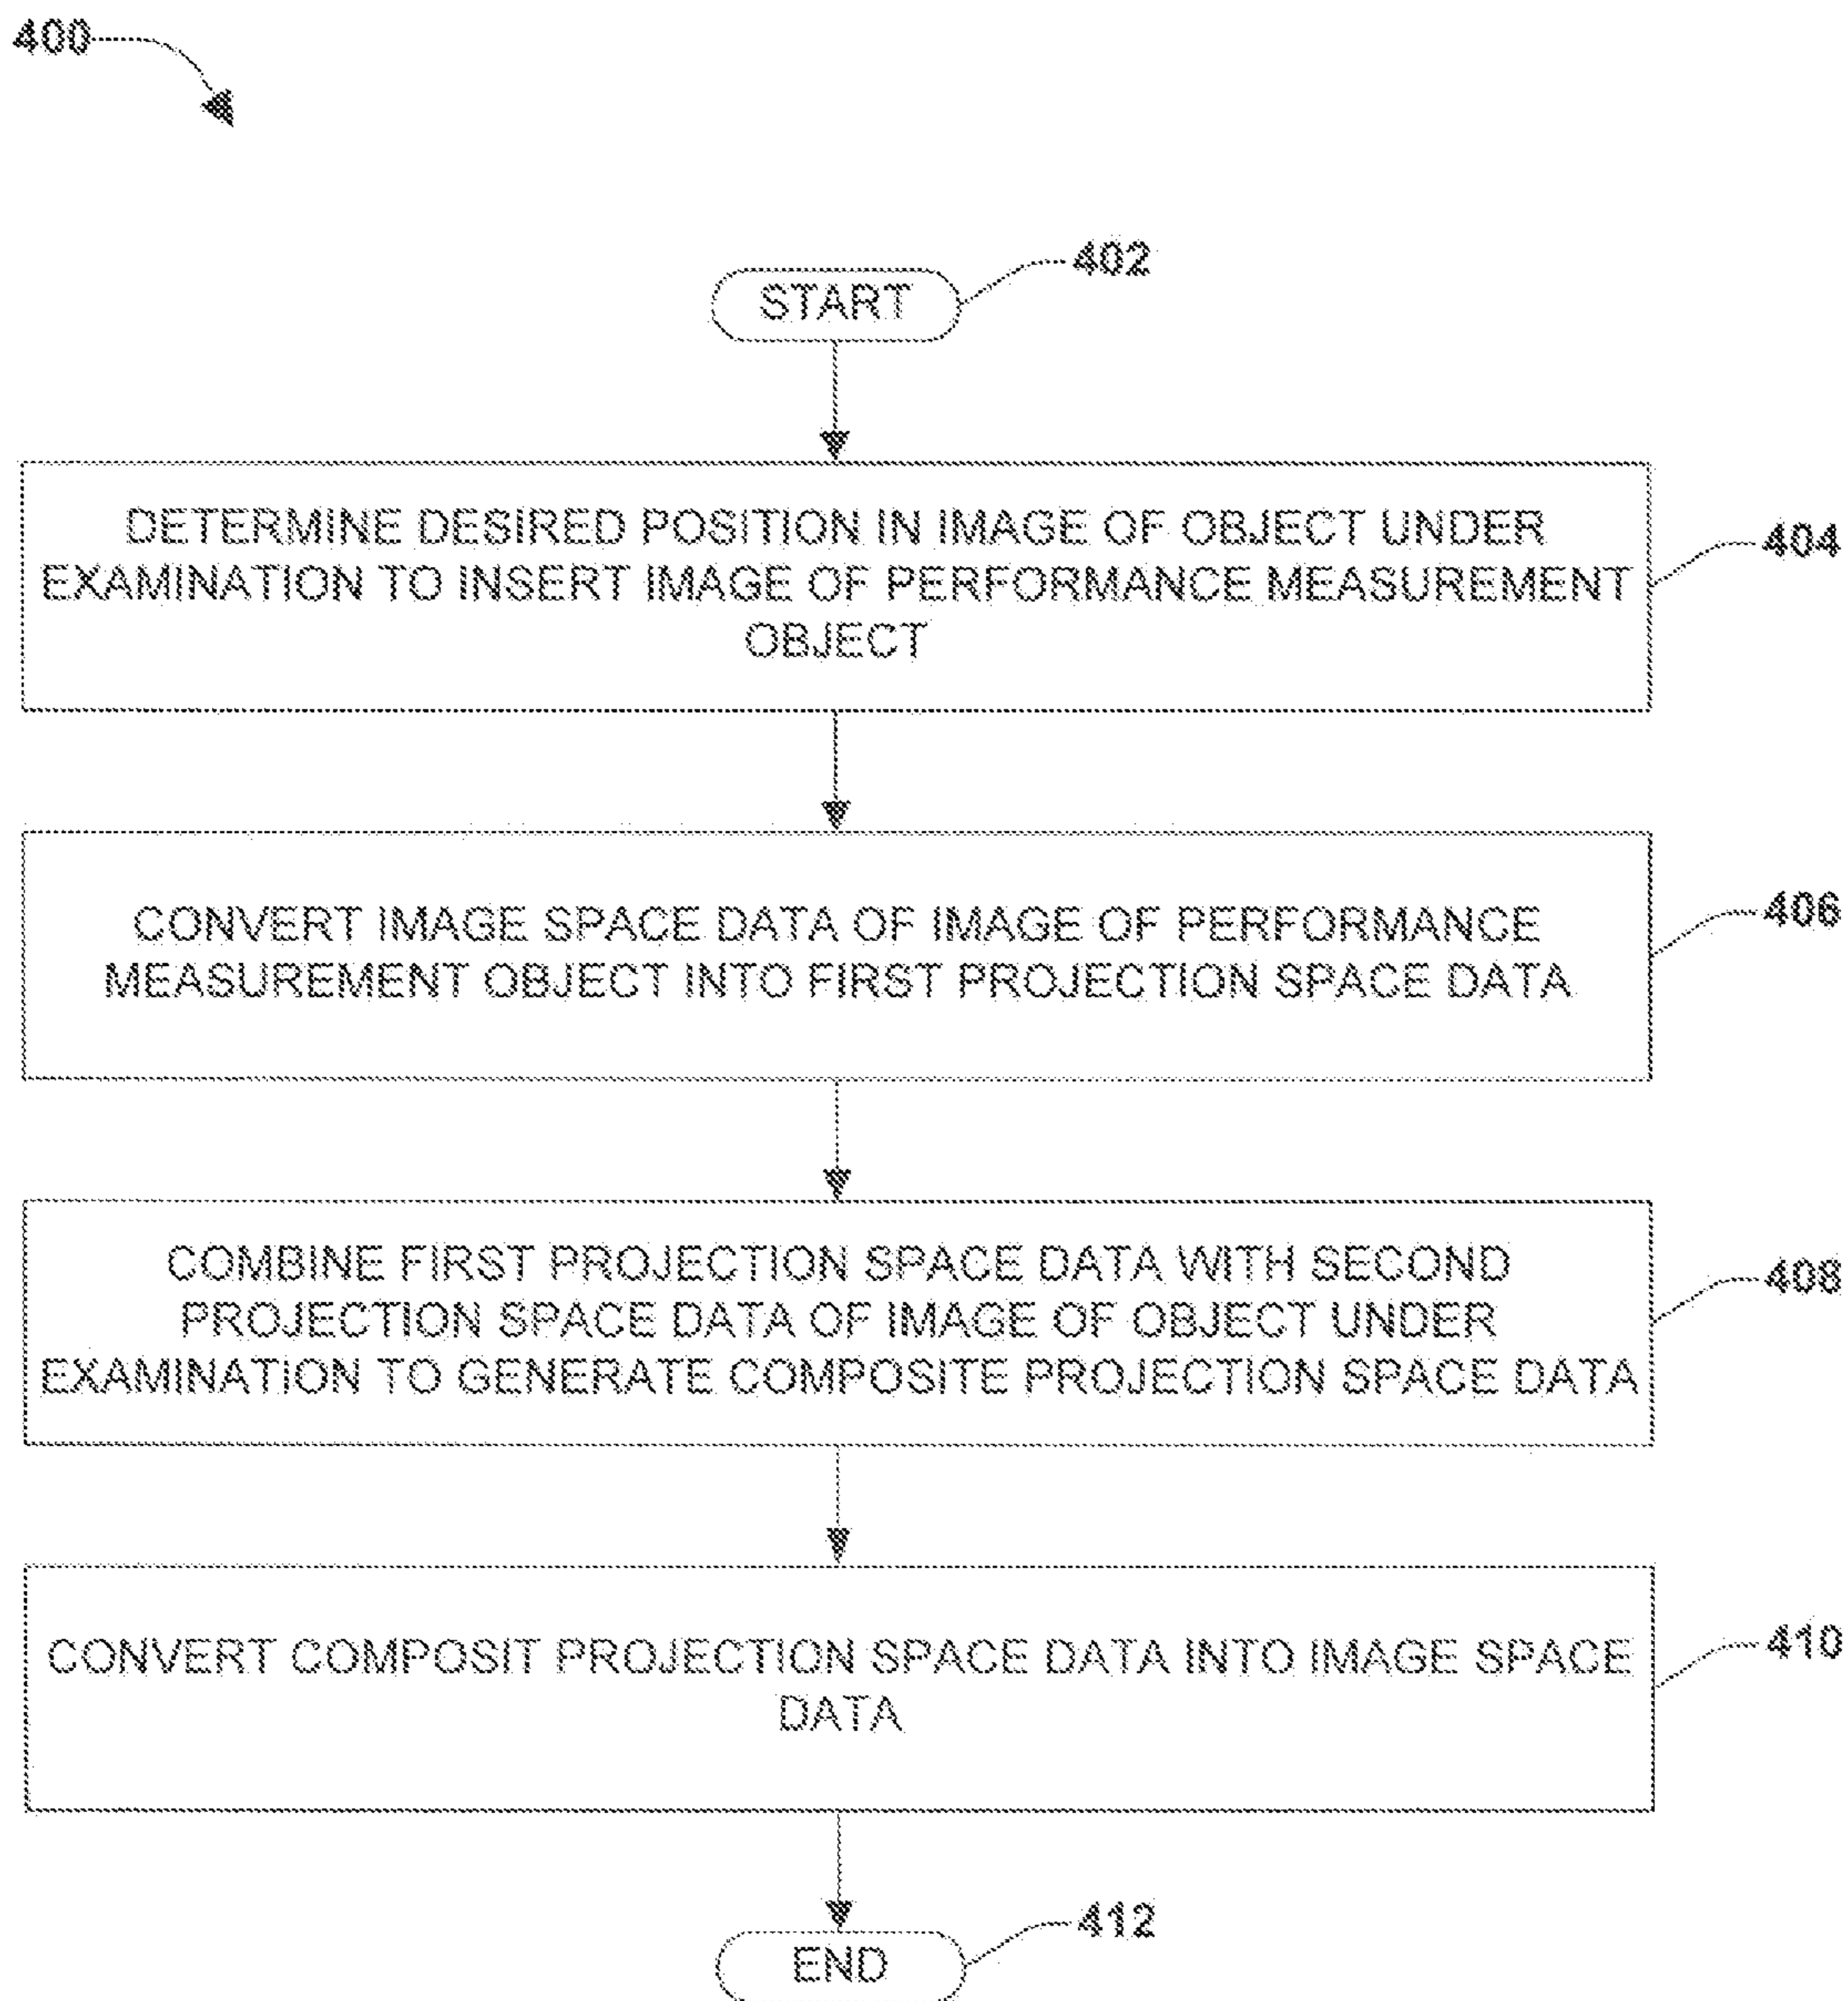 400
402
START
DETERMINE DESIRED POSITION IN IMAGE OF OBJECT UNDER
EXAMINATION TO INSERT IMAGE OF PERFORMANCE MEASUREMENT
OBJECT
404
CONVERT IMAGE SPACE DATA OF IMAGE OF PERFORMANCE
MEASUREMENT OBJECT INTO FIRST PROJECTION SPACE DATA
406
COMBINE FIRST PROJECTION SPACE DATA WITH SECOND
PROJECTION SPACE DATA OF IMAGE OF OBJECT UNDER
EXAMINATION TO GENERATE COMPOSITE PROJECTION SPACE DATA
408
CONVERT COMPOSIT PROJECTION SPACE DATA INTO IMAGE SPACE
DATA
410
412
END